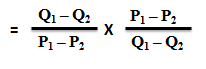 = Q₁ – Q₂ / P₁ – P₂ X P₁ – P₂ / Q₁ – Q₂